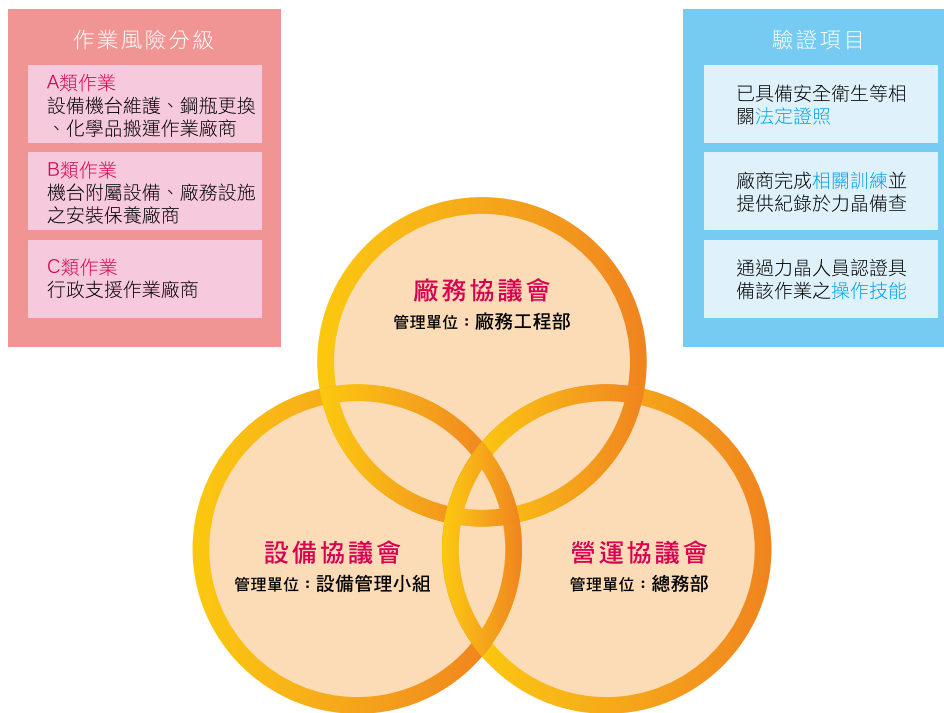 作業風險分級
A類作業
設備機台維護、鋼瓶更換
、化學品搬運作業廠商
B類作業
機台附屬設備、廠務設施
之安裝保養廠商
C類作業
行政支援作業廠商
驗證項目
已具備安全衛生等相
關法定證照
廠商完成相關訓練並
提供紀錄於力晶備查
通過力晶人員認證具
備該作業之操作技能
廠務協議會
管理單位：廠務工程部
設備協議會
管理單位：設備管理小組
營運協議會
管理單位：總務部